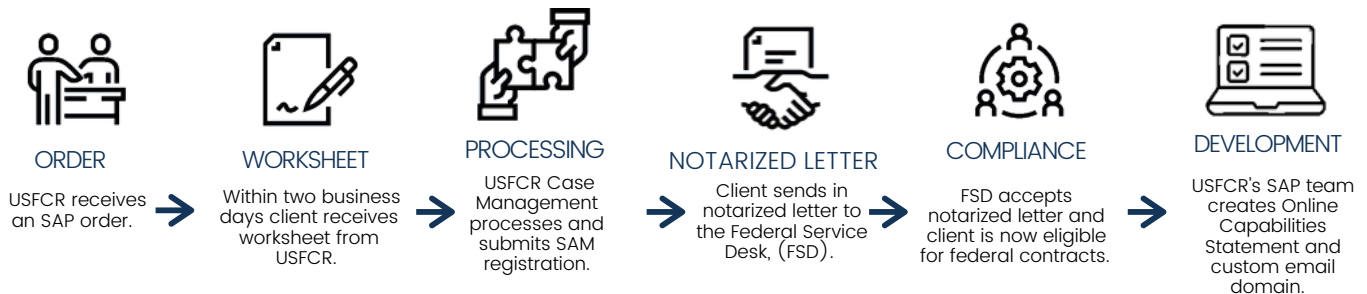 ORDER
USFCR receives
an SAP order.
WORKSHEET
Within two business
days client receives
worksheet from
USFCR.
PROCESSING
USFCR Case
Management
processes and
submits SAM
registration.
NOTARIZED LETTER
Client sends in
notarized letter to
the Federal Service
Desk, (FSD).
COMPLIANCE
FSD accepts
notarized letter and
client is now eligible
for federal contracts.
DEVELOPMENT
USFCR's SAP team
creates Online
Capabilities
Statement and
custom email
domain.